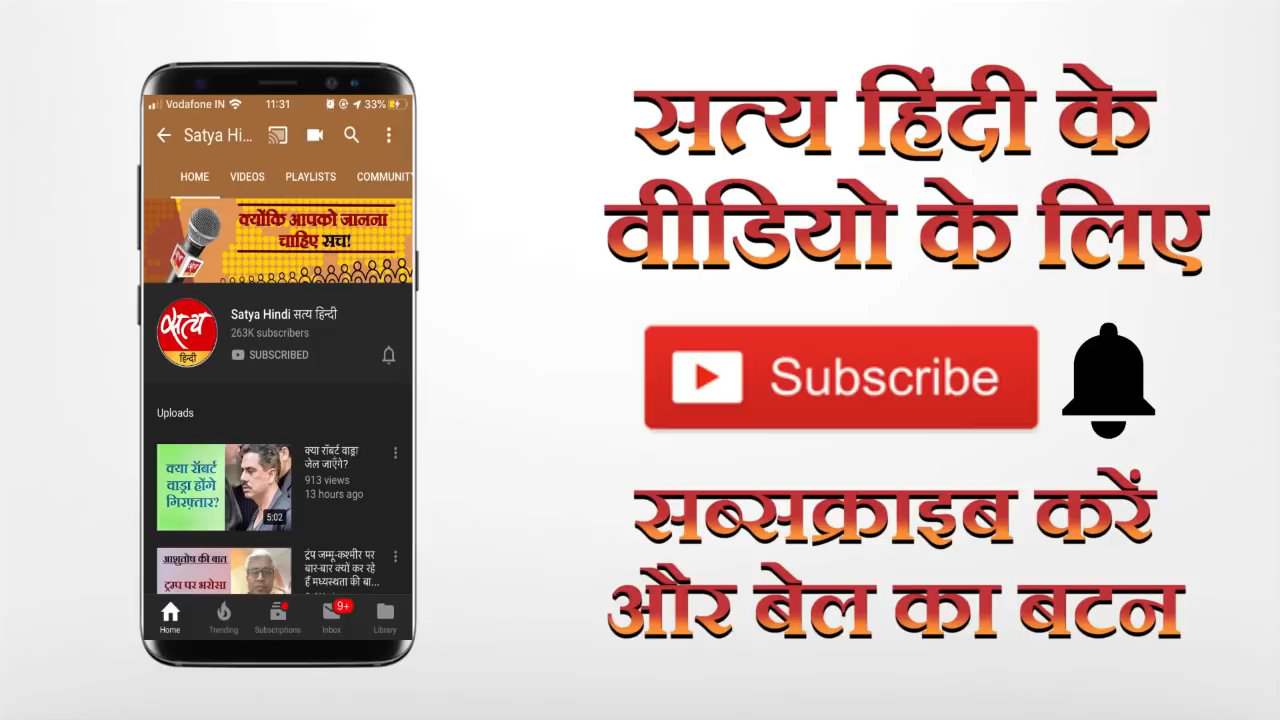 Vodafone IN 11:31 33%
Satya Hi...
HOME VIDEOS PLAYLISTS COMMUNITY
क्योंकि आपको जानना
चाहिए सच!
सत्य
हिन्दी
Satya Hindi सत्य हिन्दी
263K subscribers
SUBSCRIBED
Uploads
क्या रॉबर्ट
वाड्रा होंगे
गिरफ़्तार?
5:02
क्या रॉबर्ट वाड्रा
जेल जाएँगे?
913 views
13 hours ago
आशुतोष की बात
ट्रम्प पर भरोसा
ट्रंप जम्मू-कश्मीर पर
बार-बार क्यों कर रहे
हैं मध्यस्थता की बा...
9+
Home Trending Subscriptions Inbox Library
सत्य हिंदी के
वीडियो के लिए
Subscribe
सब्सक्राइब करें
और बेल का बटन